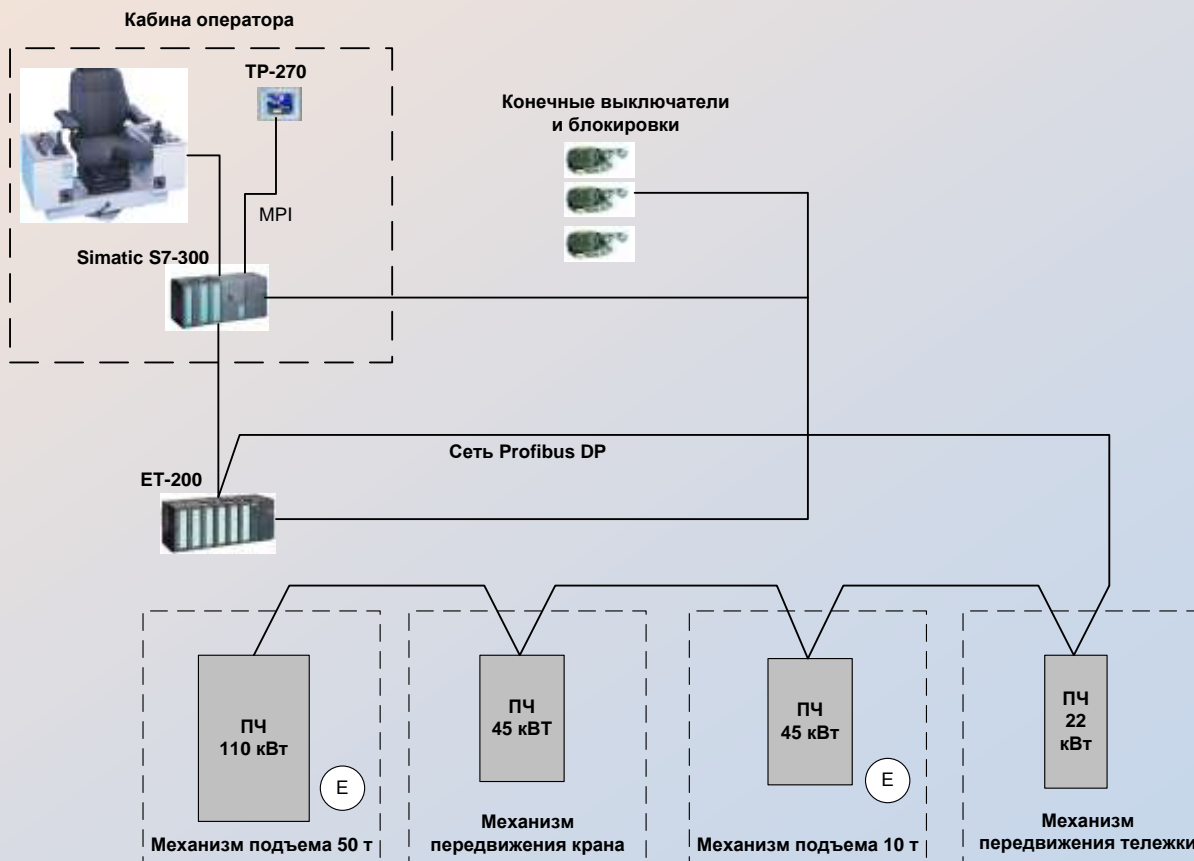 Кабина оператора
TP-270
Конечные выключатели
и блокировки
MPI
Simatic S7-300
Сеть Profibus DP
ET-200
ПЧ
110 кВт
E
Механизм подъема 50 т
ПЧ
45 кВТ
Механизм
передвижения крана
ПЧ
45 кВт
E
Механизм подъема 10 т
ПЧ
22
кВт
Механизм
передвижения тележки